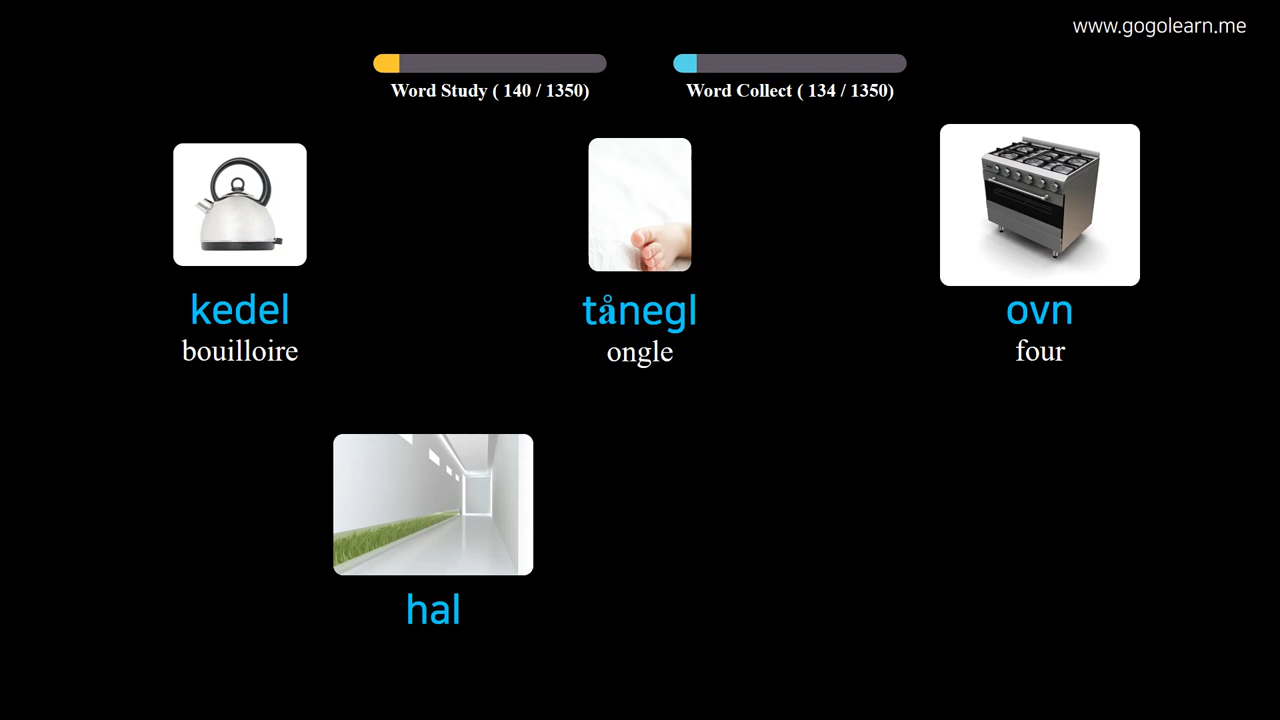 www.gogolearn.me
Word Study ( 140 / 1350)
Word Collect ( 134 / 1350)
kedel
bouilloire
tånegl
ongle
ovn
four
hal